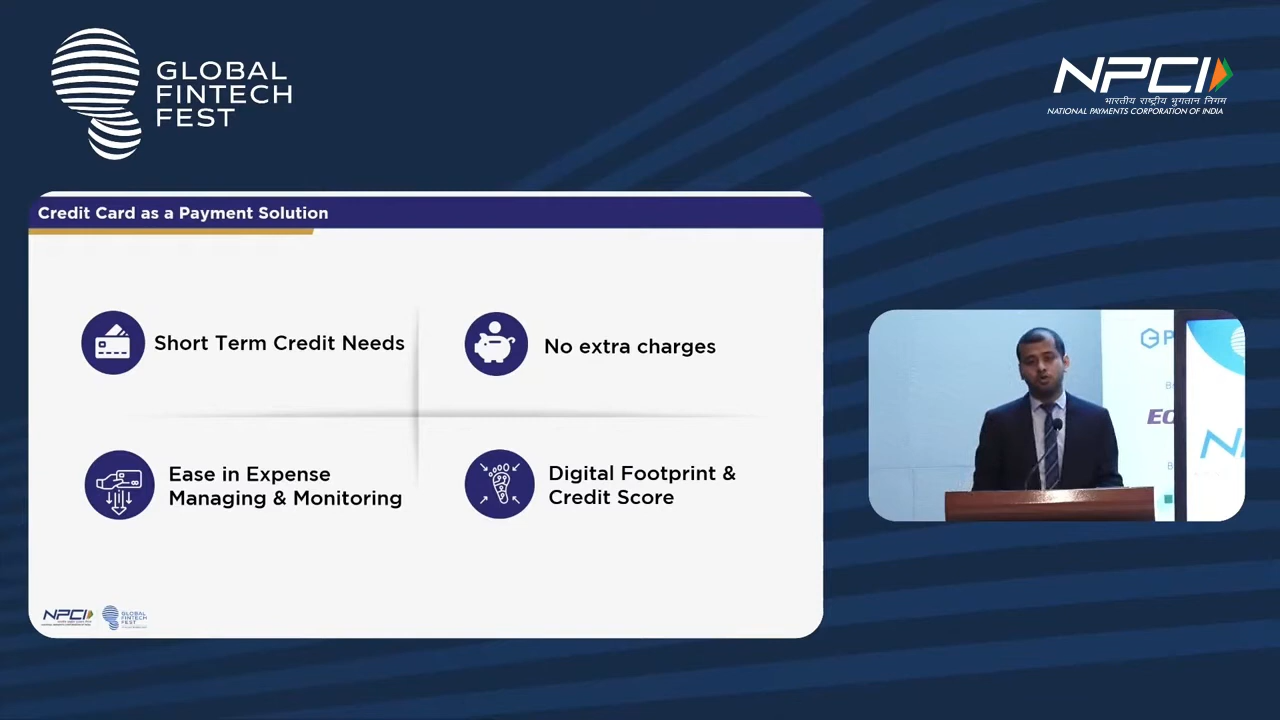 GLOBAL
FINTECH
FEST
NPCI
भारतीय राष्ट्रीय भुगतान निगम
NATIONAL PAYMENTS CORPORATION OF INDIA
Credit Card as a Payment Solution
Short Term Credit Needs
No extra charges
Ease in Expense
Managing & Monitoring
Digital Footprint &
Credit Score
NPCI
GLOBAL
FINTECH
FEST